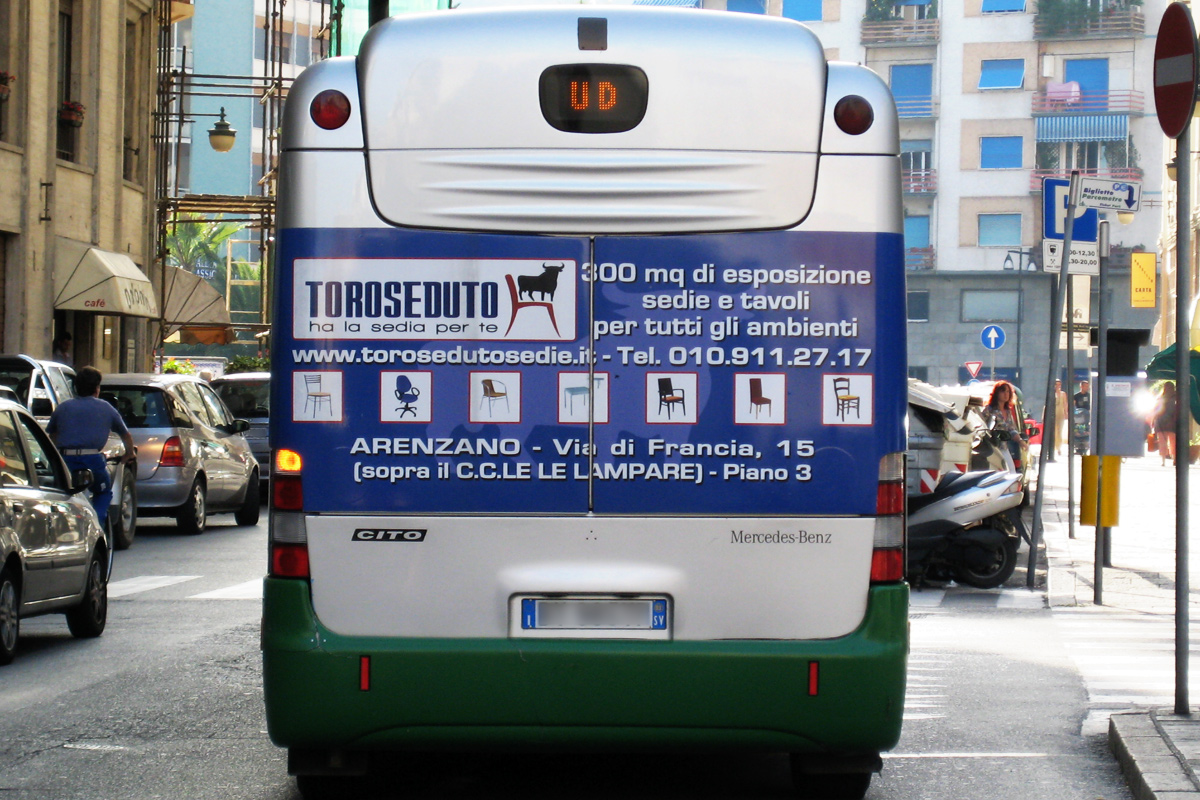 UD
TOROSEDUTO
ha la sedia per te
300 mq di esposizione
sedie e tavoli
per tutti gli ambienti
www.torosedutosedie.it - Tel. 010.911.27.17
ARENZANO - Via di Francia, 15
(sopra il C.C.LE LE LAMPARE) - Piano 3
CITO
Mercedes-Benz
I
SV
café
P
Biglietto
Parcometro